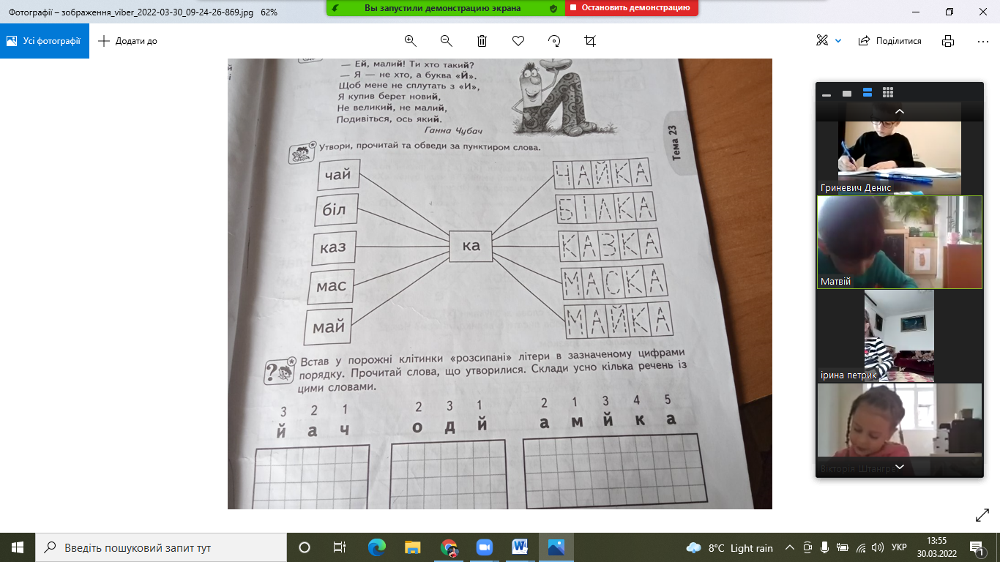 Фотографії – зображення_viber_2022-03-30_09-24-26-869.jpg 62%
Вы запустили демонстрацию экрана
Остановить демонстрацию
Усі фотографії
Додати до
Поділитися
— Ей, малий! Ти хто такий?
— Я — не хто, а буква «Й».
Щоб мене не сплутать з «И»,
Я купив берет новий,
Не великий, не малий,
Подивіться, ось який.
Ганна Чубач
Тема 23
Утвори, прочитай та обведи за пунктиром слова.
чай
ЧАЙКА
біл
БІЛКА
каз
ка
КАЗКА
мас
МАСКА
май
МАЙКА
Встав у порожні клітинки «розсипані» літери в зазначеному цифрами
порядку. Прочитай слова, що утворилися. Склади усно кілька речень із
цими словами.
3 2 1 2 3 1 2 1 3 4 5
й а ч о д й а м й к а
Гриневич Денис
Матвій
ірина петрик
Вікторія Штангре
Введіть пошуковий запит тут
8°C Light rain
УКР
13:55
30.03.2022
1